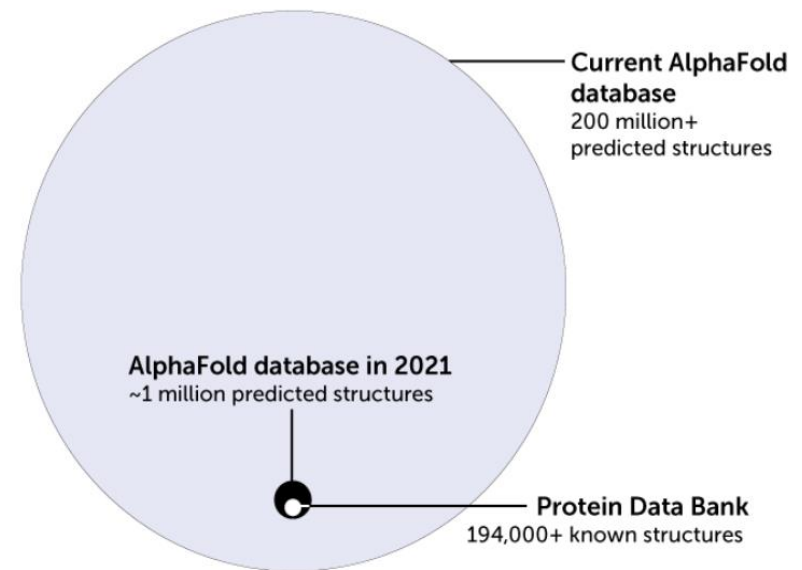 Current AlphaFold
database
200 million+
predicted structures
AlphaFold database in 2021
~1 million predicted structures
Protein Data Bank
194,000+ known structures